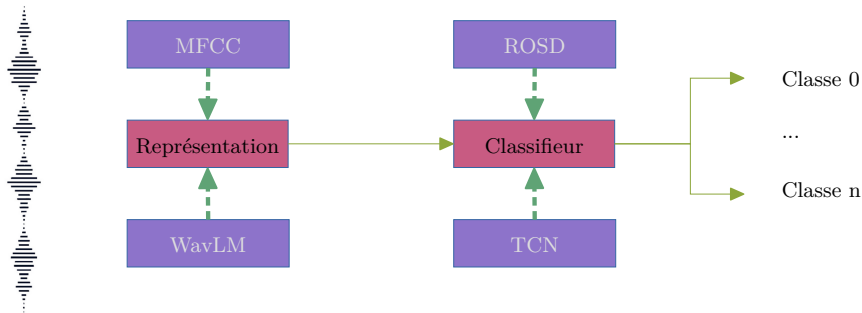 MFCC
ROSD
Classe 0
Représentation
Classifieur
...
Classe n
WavLM
TCN